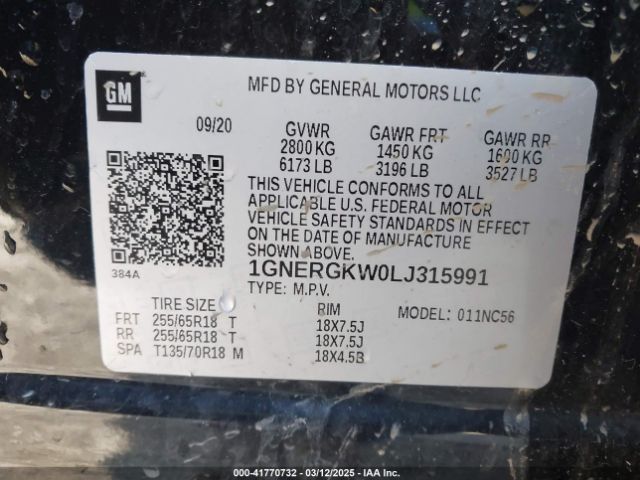 GM
MFD BY GENERAL MOTORS LLC
09/20 GVWR GAWR FRT GAWR RR
2800 KG 1450 KG 1600 KG
6173 LB 3196 LB 3527 LB
THIS VEHICLE CONFORMS TO ALL
APPLICABLE U.S. FEDERAL MOTOR
VEHICLE SAFETY STANDARDS IN EFFECT
ON THE DATE OF MANUFACTURE
SHOWN ABOVE.
384A
1GNERGKW0LJ315991
TYPE: M.P.V.
TIRE SIZE RIM MODEL: 011NC56
FRT 255/65R18 T 18X7.5J
RR 255/65R18 T 18X7.5J
SPA T135/70R18 M 18X4.5B
000-41770732 - 03/12/2025 - IAA Inc.